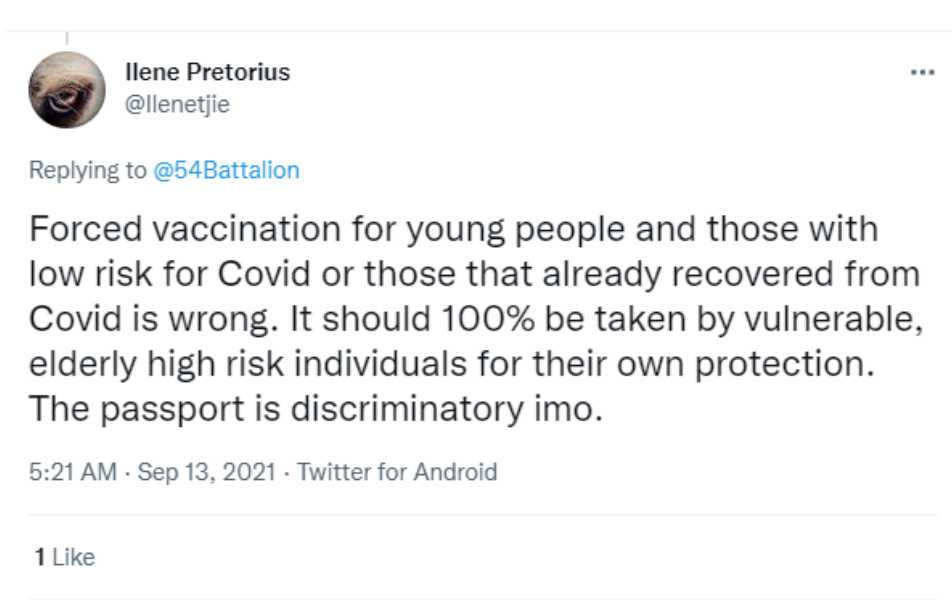 Ilene Pretorius
@Ilenetjie
Replying to @54Battalion
Forced vaccination for young people and those with
low risk for Covid or those that already recovered from
Covid is wrong. It should 100% be taken by vulnerable,
elderly high risk individuals for their own protection.
The passport is discriminatory imo.
5:21 AM · Sep 13, 2021 · Twitter for Android
1 Like